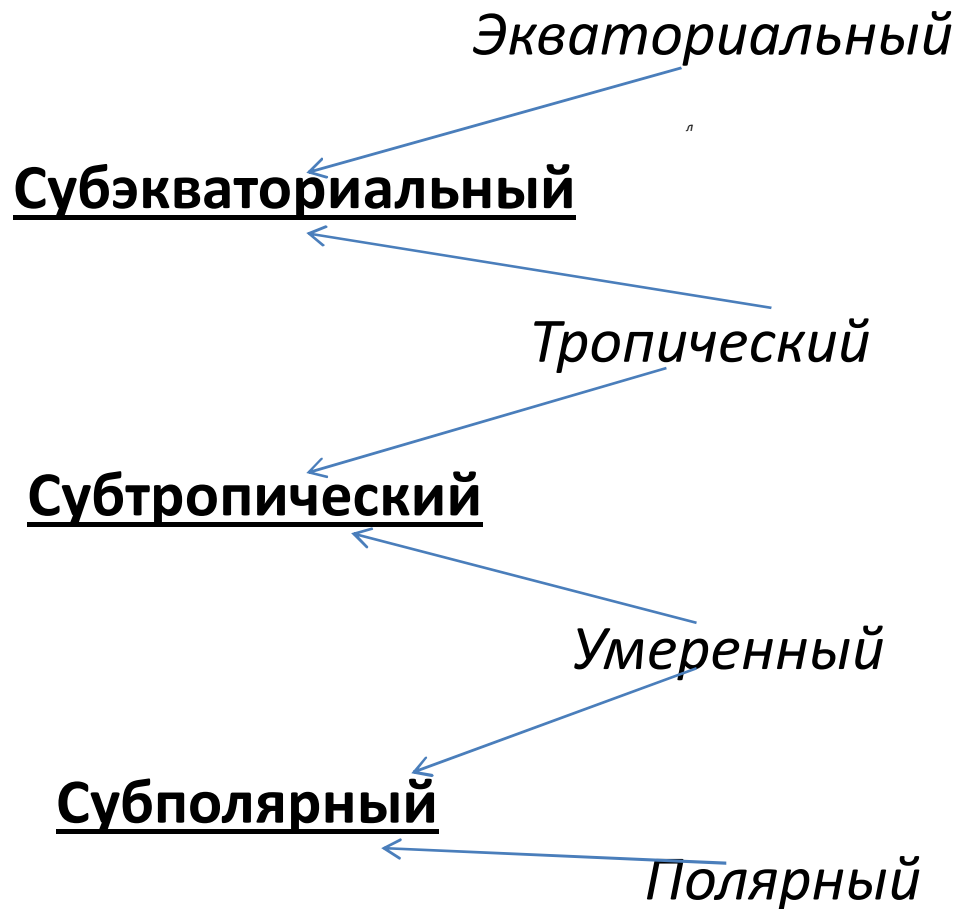 Экваториальный
л
Субэкваториальный
Тропический
Субтропический
Умеренный
Субполярный
Полярный